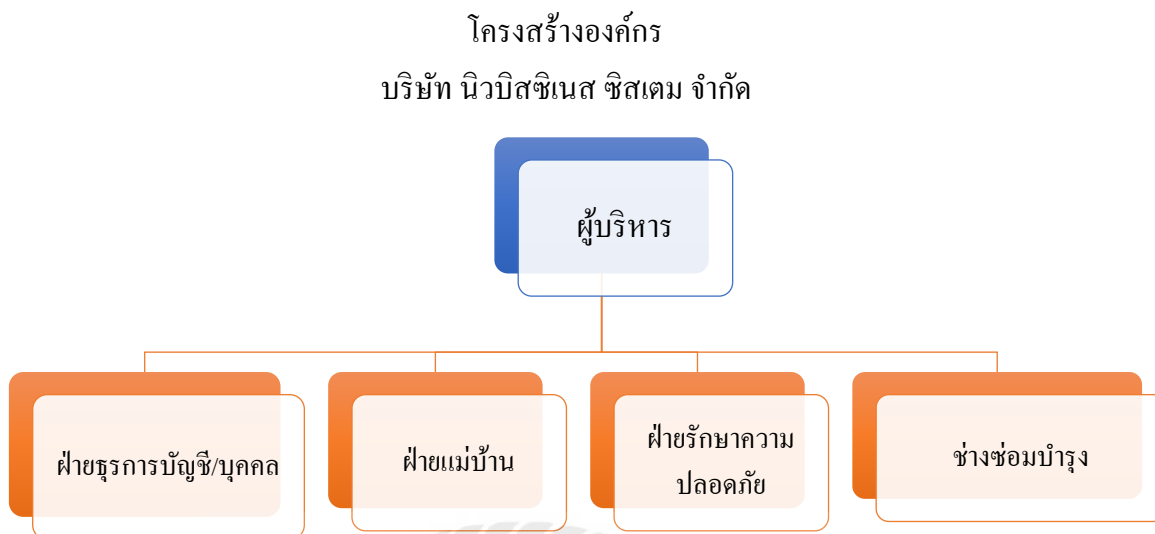 โครงสร้างองค์กร
บริษัท นิวบิสซิเนส ซิสเตม จำกัด
ผู้บริหาร
ฝ่ายธุรการบัญชี/บุคคล
ฝ่ายแม่บ้าน
ฝ่ายรักษาความ
ปลอดภัย
ช่างซ่อมบำรุง